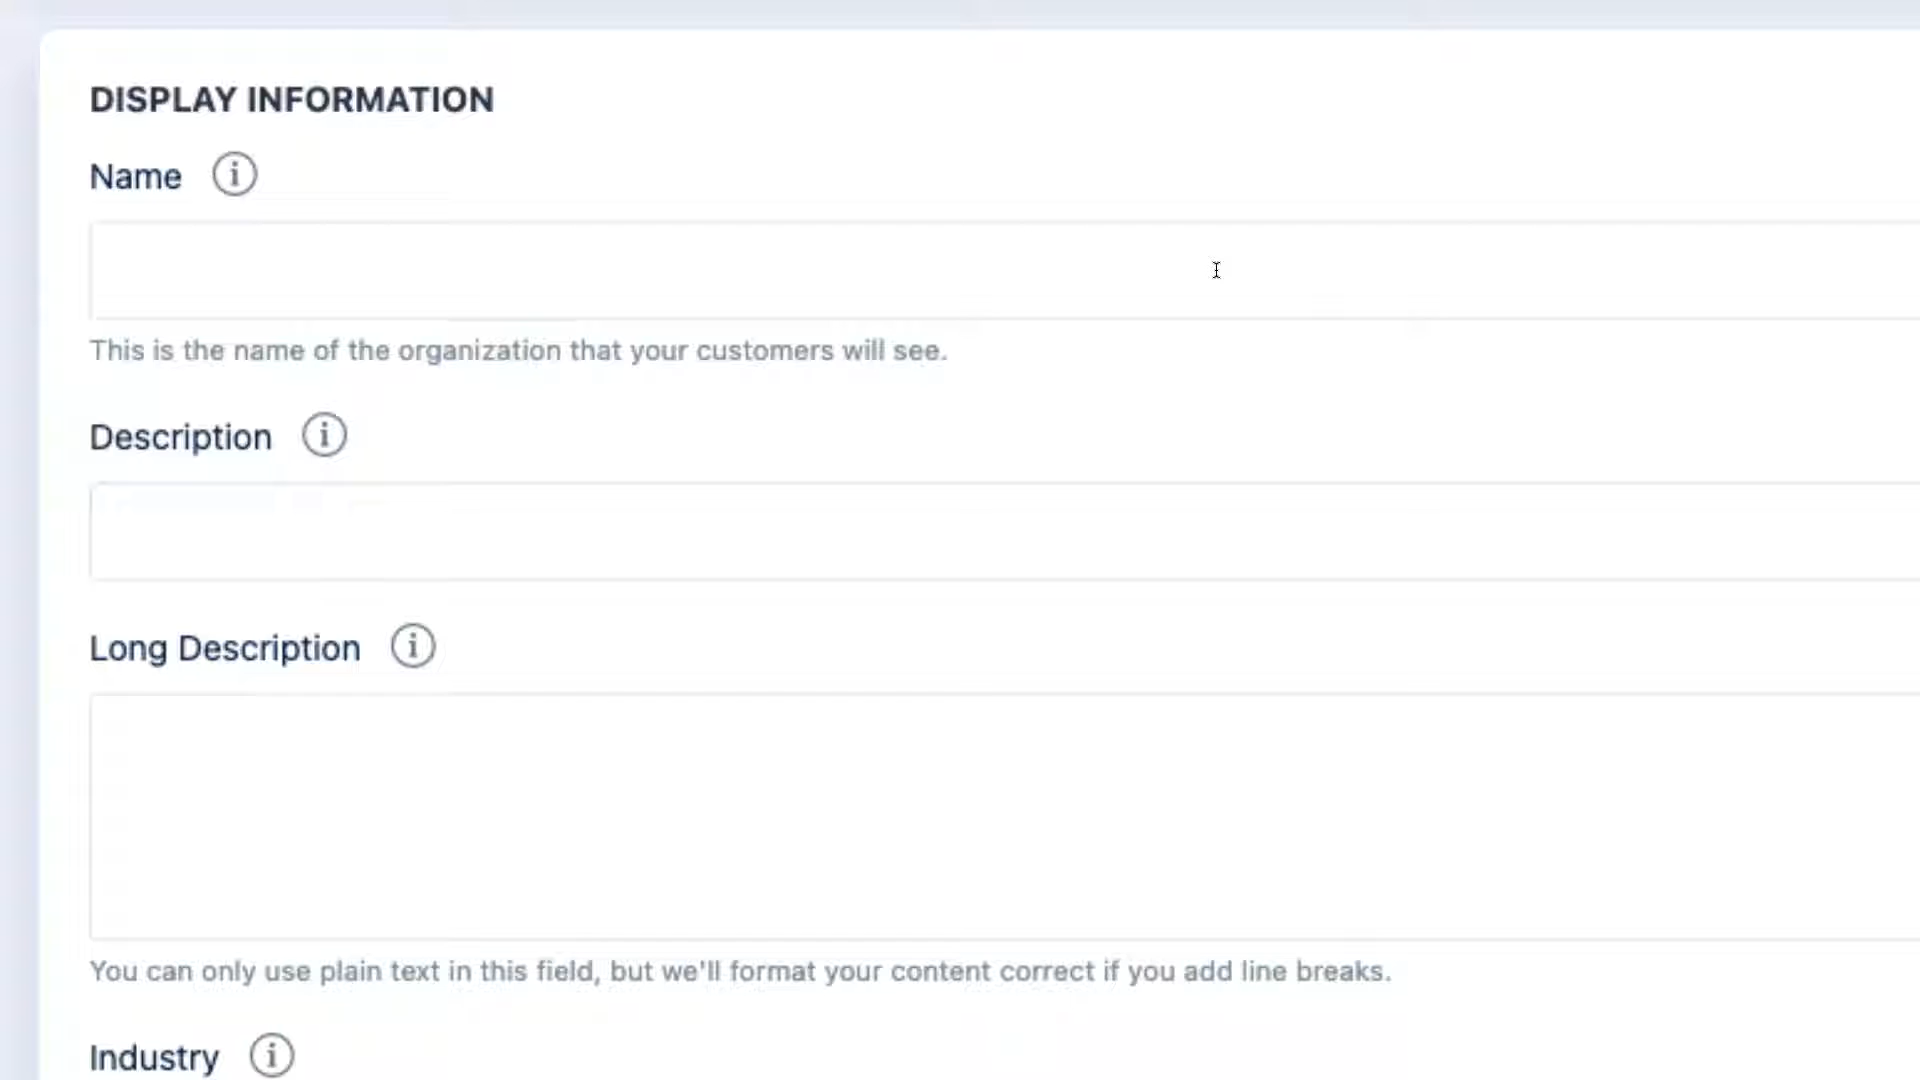 DISPLAY INFORMATION
Name
This is the name of the organization that your customers will see.
Description
Long Description
You can only use plain text in this field, but we'll format your content correct if you add line breaks.
Industry